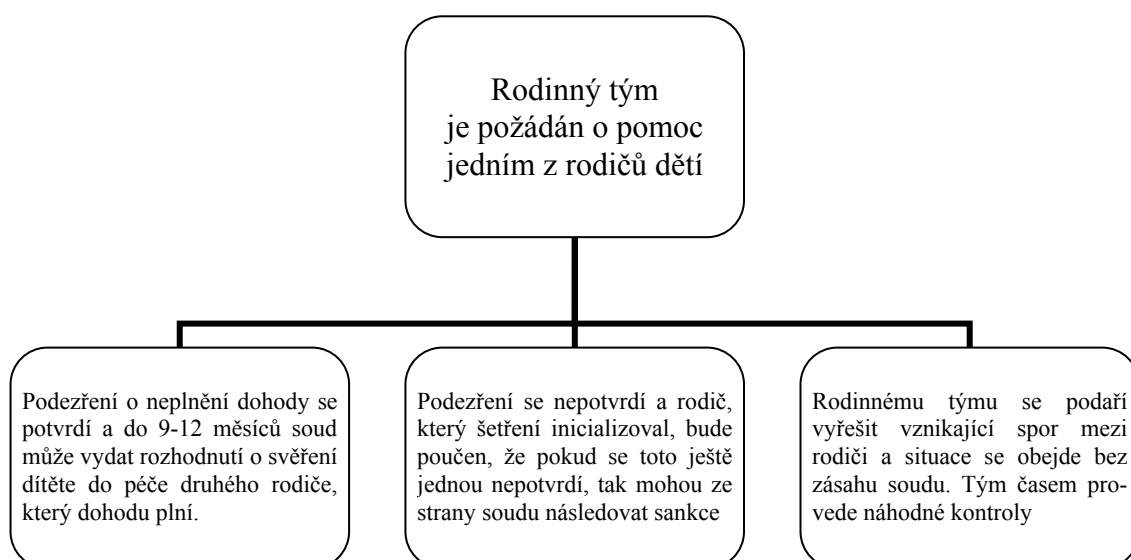 Rodinný tým
je požádán o pomoc
jedním z rodičů dětí
Podezření o neplnění dohody se
potvrdí a do 9-12 měsíců soud
může vydat rozhodnutí o svěření
dítěte do péče druhého rodiče,
který dohodu plní.
Podezření se nepotvrdí a rodič,
který šetření inicializoval, bude
poučen, že pokud se toto ještě
jednou nepotvrdí, tak mohou ze
strany soudu následovat sankce
Rodinnému týmu se podaří
vyřešit vznikající spor mezi
rodiči a situace se obejde bez
zásahu soudu. Tým časem pro-
vede náhodné kontroly